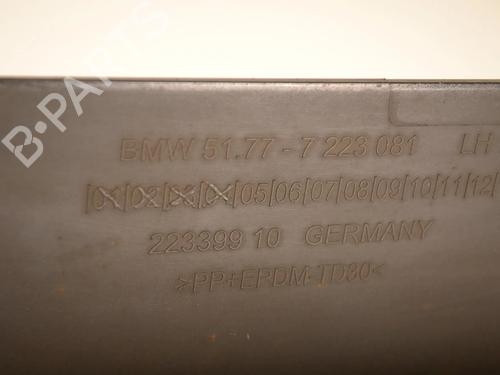 B-PARTS
BMW 51.77 - 7 223 081 LH
|01|02|03|04|05|06|07|08|09|10|11|12|
223399 10 GERMANY
>PP+EPDM-TD30<